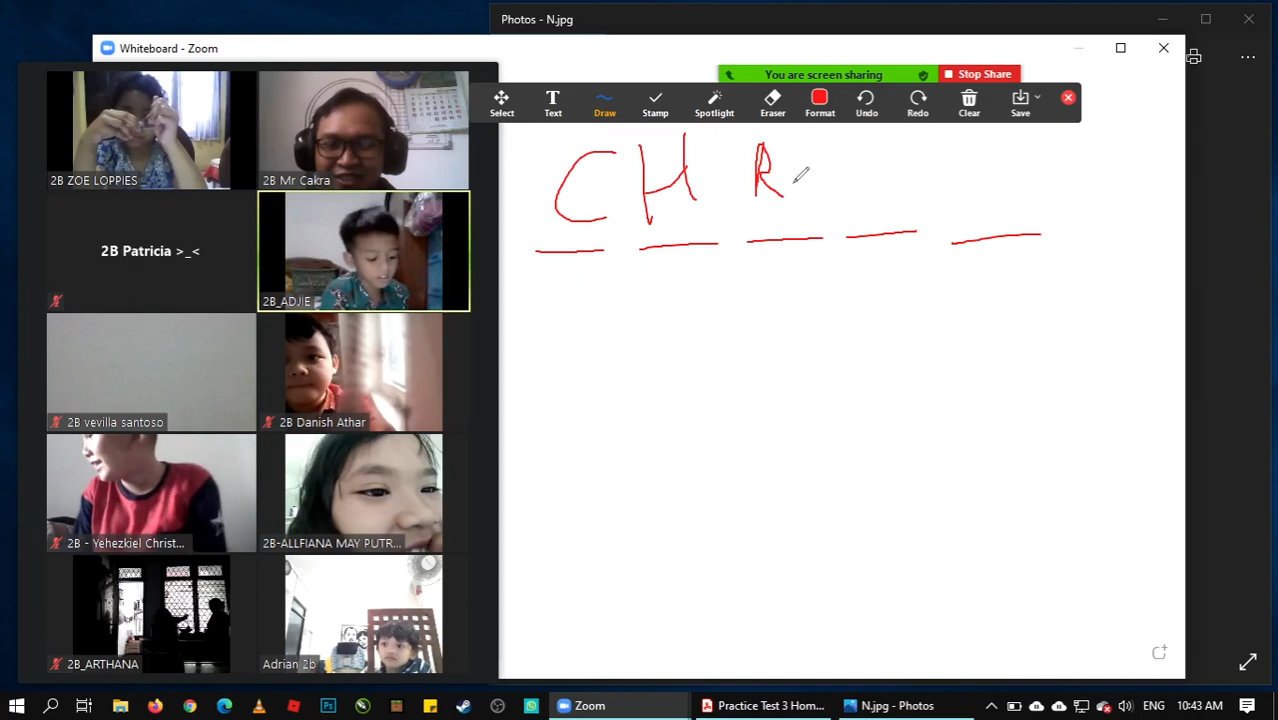 Photos - N.jpg
Whiteboard - Zoom
You are screen sharing
Stop Share
Select
Text
Draw
Stamp
Spotlight
Eraser
Format
Undo
Redo
Clear
Save
C H R
2B ZOE LOPPIES
2B Mr Cakra
2B Patricia >_<
2B_ADJIE
2B vevilla santoso
2B Danish Athar
2B - Yehezkiel Christ...
2B-ALLFIANA MAY PUTR...
2B_ARTHANA
Adrian 2b
Zoom
Practice Test 3 Hom...
N.jpg - Photos
ENG
10:43 AM